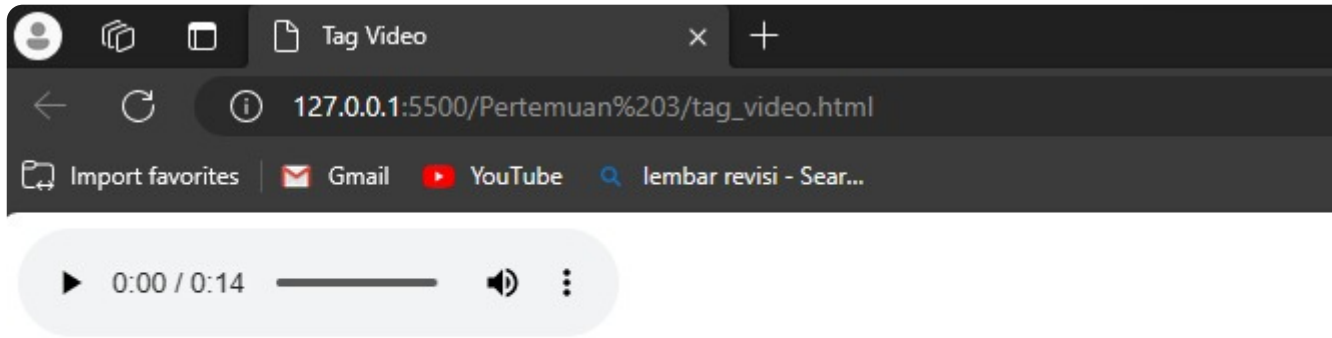 Tag Video
127.0.0.1:5500/Pertemuan%203/tag_video.html
Import favorites Gmail YouTube lembar revisi - Sear...
0:00 / 0:14